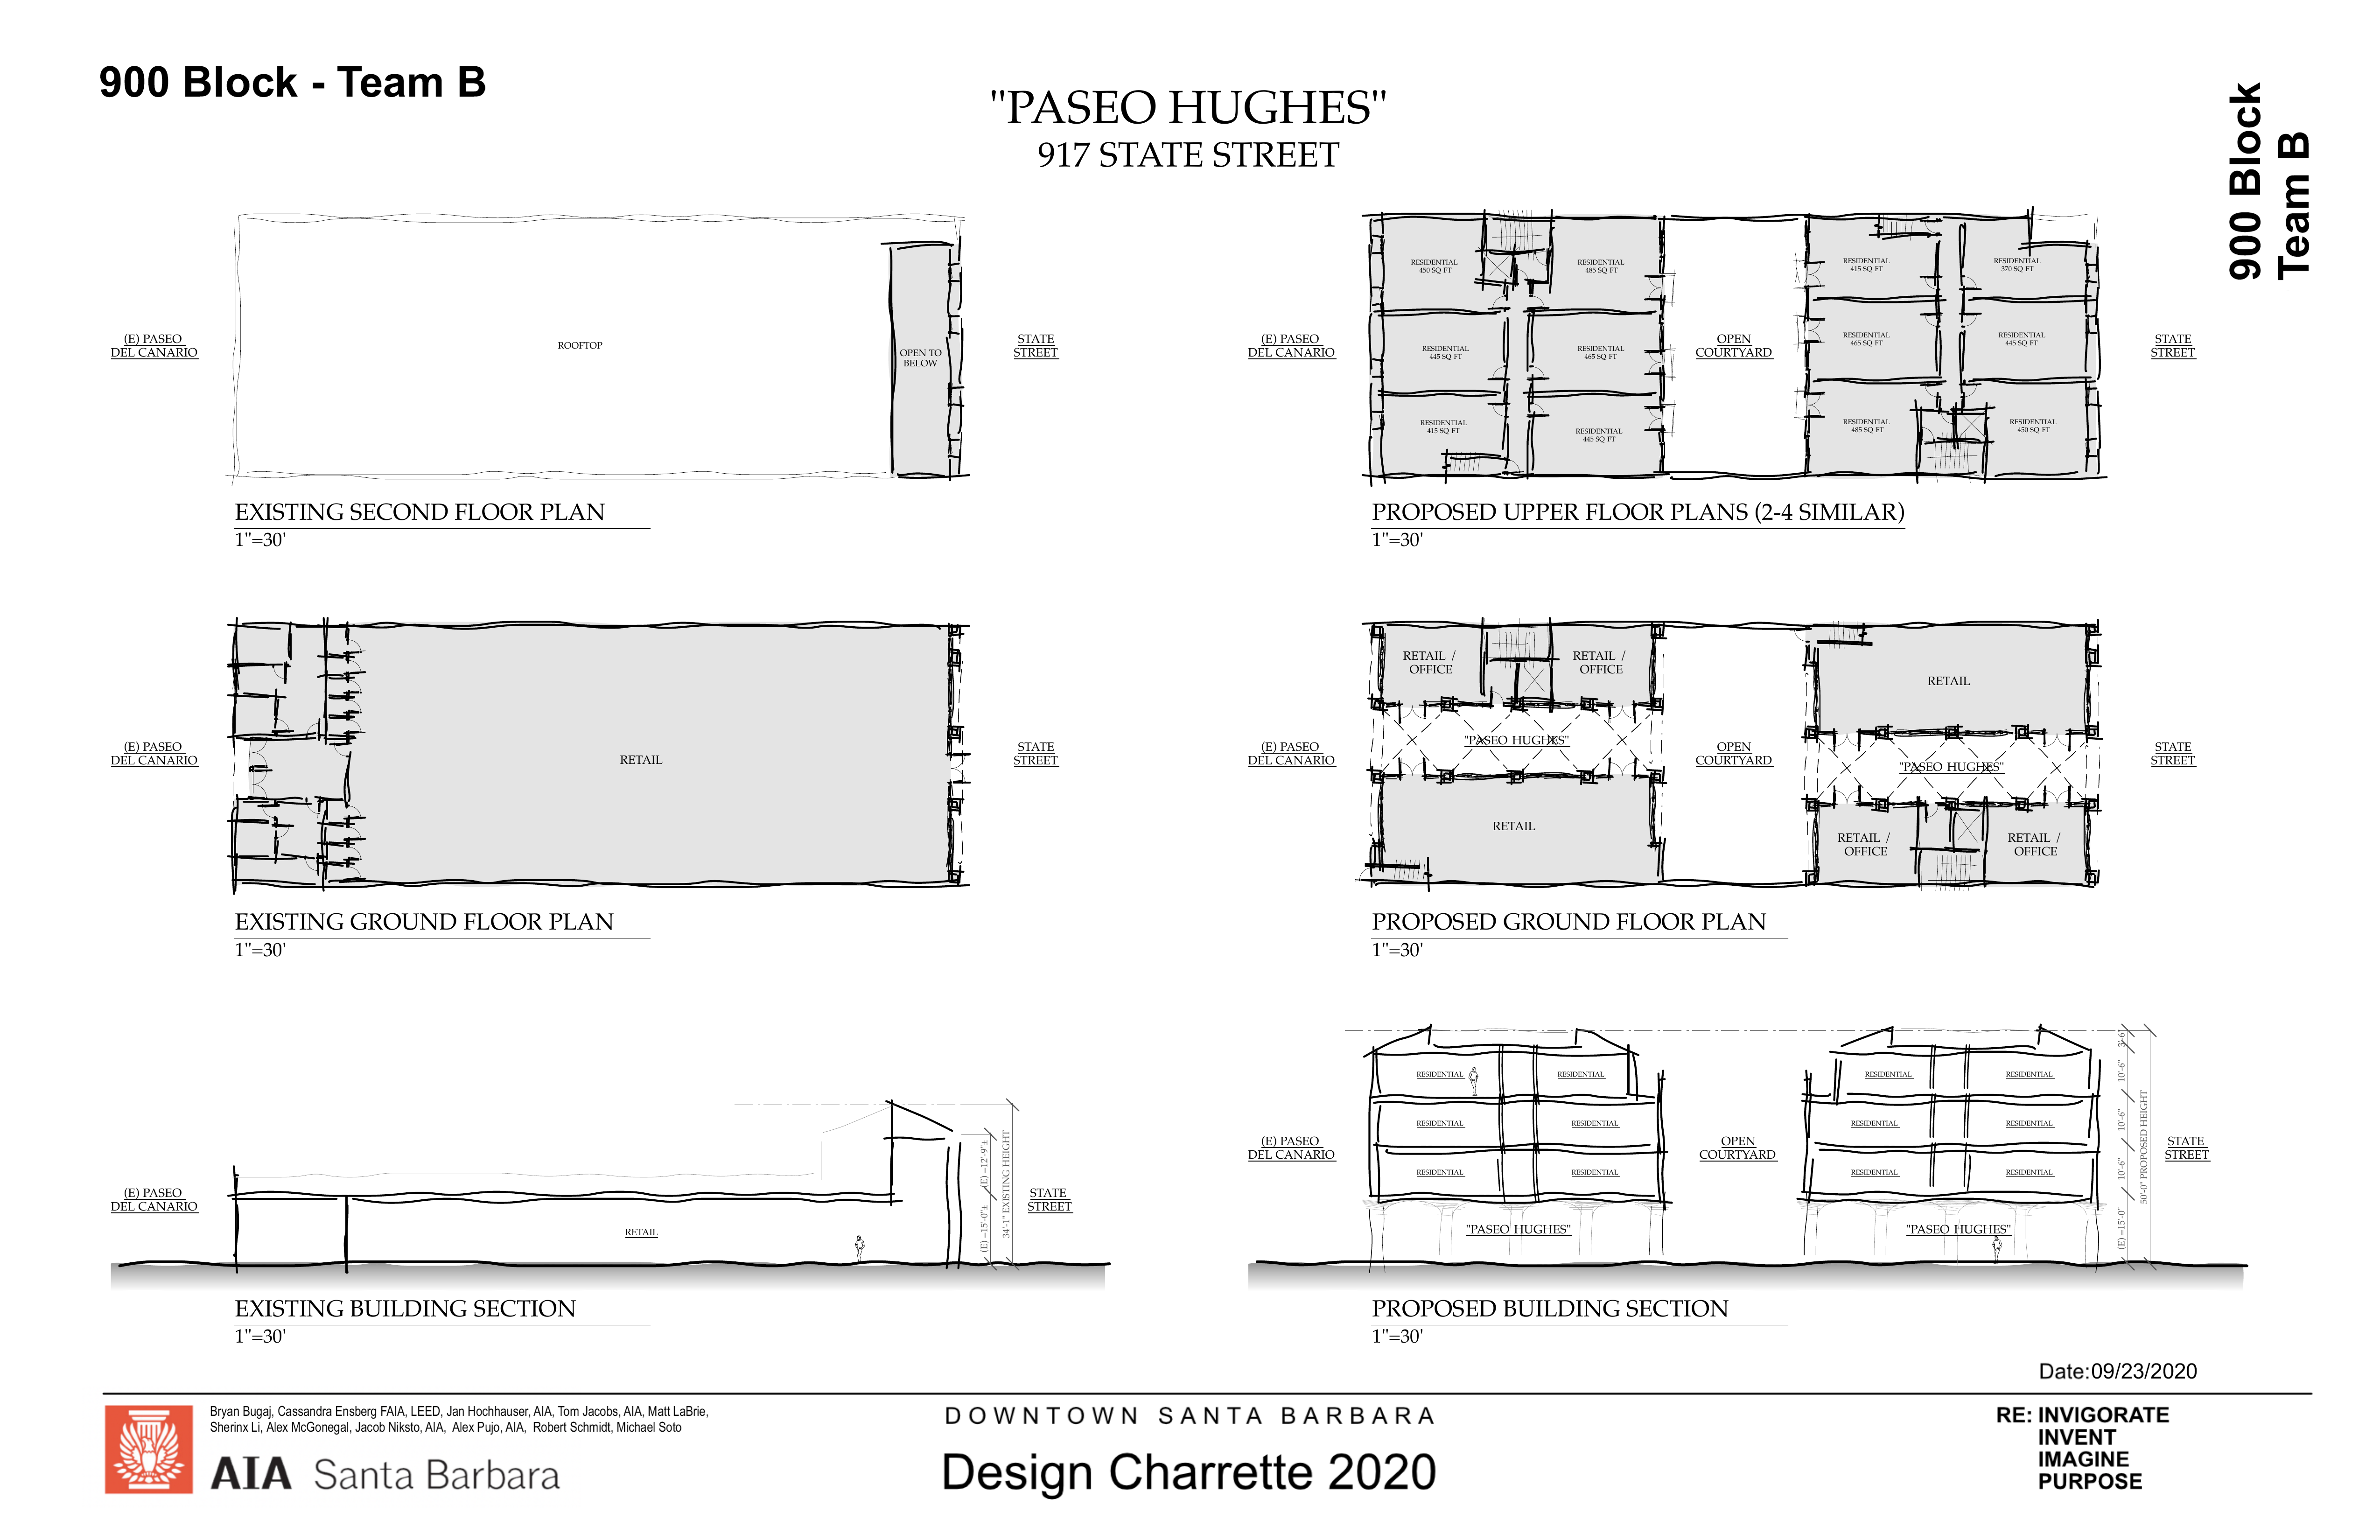 900 Block - Team B
"PASEO HUGHES"
917 STATE STREET
900 Block
Team B
(E) PASEO
DEL CANARIO
ROOFTOP
OPEN TO
BELOW
STATE
STREET
EXISTING SECOND FLOOR PLAN
1"=30'
(E) PASEO
DEL CANARIO
RESIDENTIAL
450 SQ FT
RESIDENTIAL
485 SQ FT
RESIDENTIAL
445 SQ FT
RESIDENTIAL
465 SQ FT
RESIDENTIAL
415 SQ FT
RESIDENTIAL
445 SQ FT
OPEN
COURTYARD
RESIDENTIAL
415 SQ FT
RESIDENTIAL
370 SQ FT
RESIDENTIAL
465 SQ FT
RESIDENTIAL
445 SQ FT
RESIDENTIAL
485 SQ FT
RESIDENTIAL
450 SQ FT
STATE
STREET
PROPOSED UPPER FLOOR PLANS (2-4 SIMILAR)
1"=30'
(E) PASEO
DEL CANARIO
RETAIL
STATE
STREET
EXISTING GROUND FLOOR PLAN
1"=30'
(E) PASEO
DEL CANARIO
RETAIL /
OFFICE
RETAIL /
OFFICE
"PASEO HUGHES"
RETAIL
OPEN
COURTYARD
RETAIL
"PASEO HUGHES"
RETAIL /
OFFICE
RETAIL /
OFFICE
STATE
STREET
PROPOSED GROUND FLOOR PLAN
1"=30'
(E) PASEO
DEL CANARIO
RETAIL
(E) =12'-9"±
(E) =15'-0"±
34'-1" EXISTING HEIGHT
STATE
STREET
EXISTING BUILDING SECTION
1"=30'
(E) PASEO
DEL CANARIO
RESIDENTIAL
RESIDENTIAL
RESIDENTIAL
RESIDENTIAL
RESIDENTIAL
RESIDENTIAL
"PASEO HUGHES"
OPEN
COURTYARD
RESIDENTIAL
RESIDENTIAL
RESIDENTIAL
RESIDENTIAL
RESIDENTIAL
RESIDENTIAL
"PASEO HUGHES"
3'-6"
10'-6"
10'-6"
10'-6"
(E) =15'-0"
50'-0" PROPOSED HEIGHT
STATE
STREET
PROPOSED BUILDING SECTION
1"=30'
Date:09/23/2020
Bryan Bugaj, Cassandra Ensberg FAIA, LEED, Jan Hochhauser, AIA, Tom Jacobs, AIA, Matt LaBrie,
Sherinx Li, Alex McGonegal, Jacob Niksto, AIA, Alex Pujo, AIA, Robert Schmidt, Michael Soto
AIA Santa Barbara
DOWNTOWN SANTA BARBARA
Design Charrette 2020
RE: INVIGORATE
INVENT
IMAGINE
PURPOSE